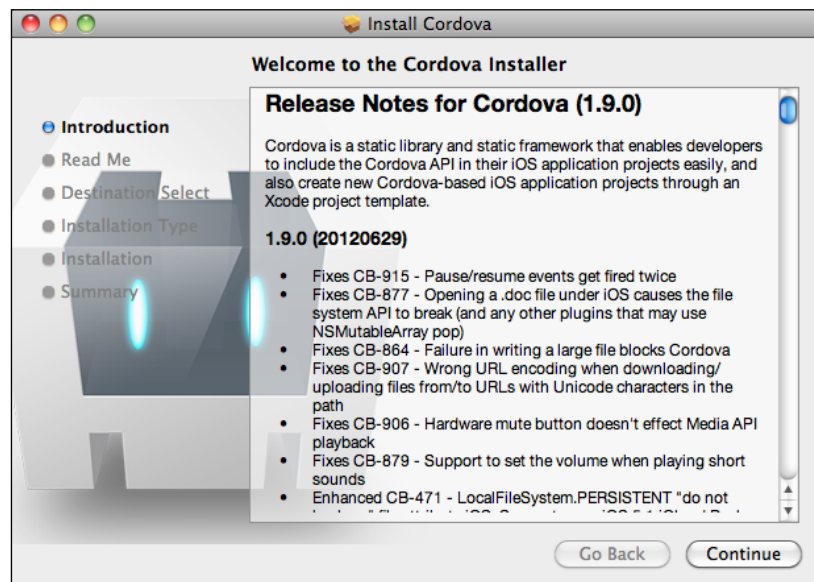 Install Cordova
Welcome to the Cordova Installer
Introduction
Read Me
Destination Select
Installation Type
Installation
Summary
Release Notes for Cordova (1.9.0)
Cordova is a static library and static framework that enables developers
to include the Cordova API in their iOS application projects easily, and
also create new Cordova-based iOS application projects through an
Xcode project template.
1.9.0 (20120629)
• Fixes CB-915 - Pause/resume events get fired twice
• Fixes CB-877 - Opening a .doc file under iOS causes the file
system API to break (and any other plugins that may use
NSMutableArray pop)
• Fixes CB-864 - Failure in writing a large file blocks Cordova
• Fixes CB-907 - Wrong URL encoding when downloading/
uploading files from/to URLs with Unicode characters in the
path
• Fixes CB-906 - Hardware mute button doesn't effect Media API
playback
• Fixes CB-879 - Support to set the volume when playing short
sounds
• Enhanced CB-471 - LocalFileSystem.PERSISTENT "do not
Go Back
Continue